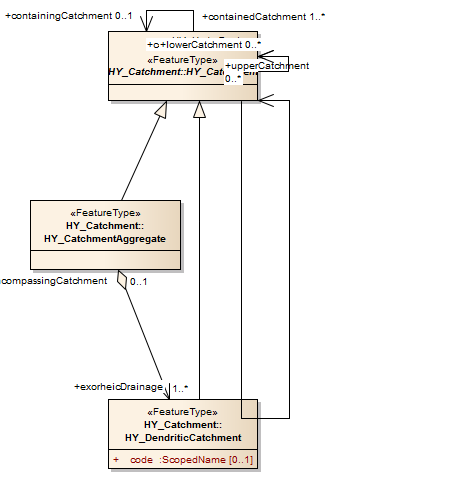 +containingCatchment 0..1
+containedCatchment 1..*
+o+lowerCatchment 0..*
«FeatureType»
+upperCatchment
HY_Catchment::HY_Catc
0..*
«FeatureType»
HY_Catchment::
HY_CatchmentAggregate
compassingCatchment
0..1
+exorheicDrainage
1..*
«FeatureType»
HY_Catchment::
HY_DendriticCatchment
+ code :ScopedName [0..1]